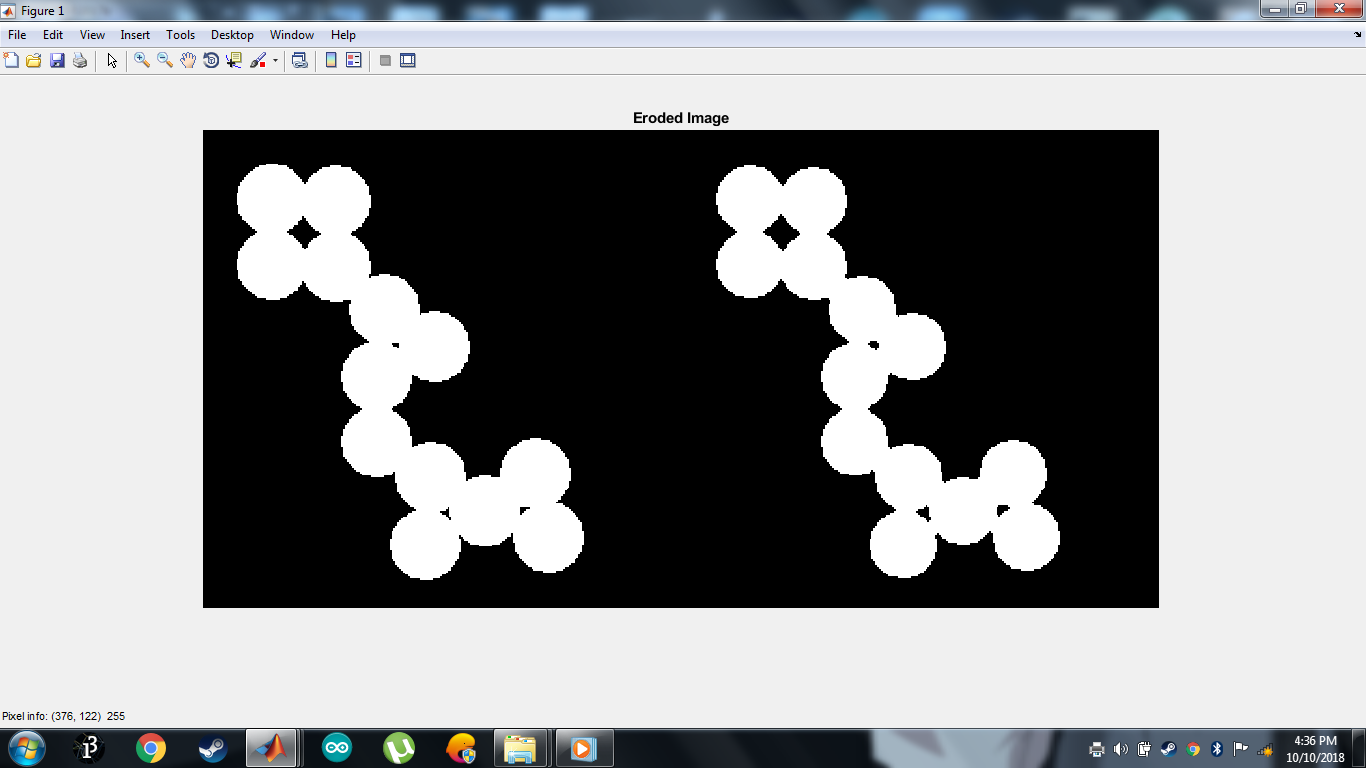 Figure 1
File Edit View Insert Tools Desktop Window Help
Eroded Image
Pixel info: (376, 122) 255
4:36 PM
10/10/2018